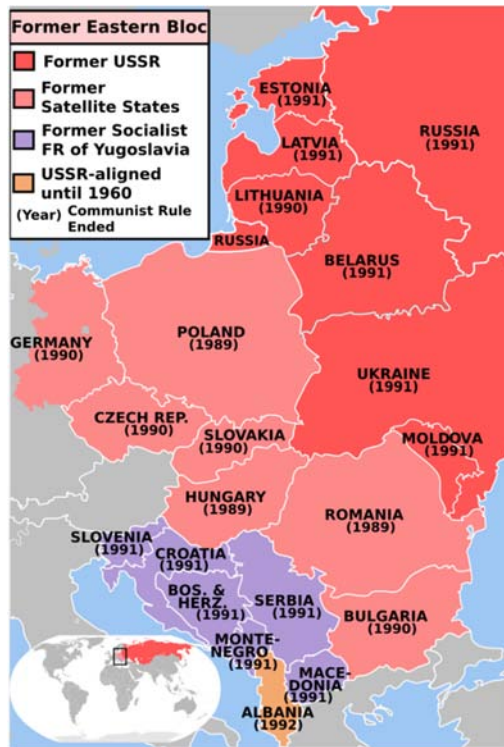 Former Eastern Bloc
Former USSR
Former
Satellite States
Former Socialist
FR of Yugoslavia
USSR-aligned
until 1960
(Year) Communist Rule
Ended
ESTONIA
(1991)
LATVIA
(1991)
RUSSIA
(1991)
LITHUANIA
(1990)
RUSSIA
BELARUS
(1991)
GERMANY
(1990)
POLAND
(1989)
UKRAINE
(1991)
CZECH REP.
(1990)
SLOVAKIA
(1990)
MOLDOVA
(1991)
HUNGARY
(1989)
ROMANIA
(1989)
SLOVENIA
(1991)
CROATIA
(1991)
BOS. &
HERZ.
(1991)
SERBIA
(1991)
BULGARIA
(1990)
MONTE-
NEGRO
(1991)
MACE-
DONIA
(1991)
ALBANIA
(1992)